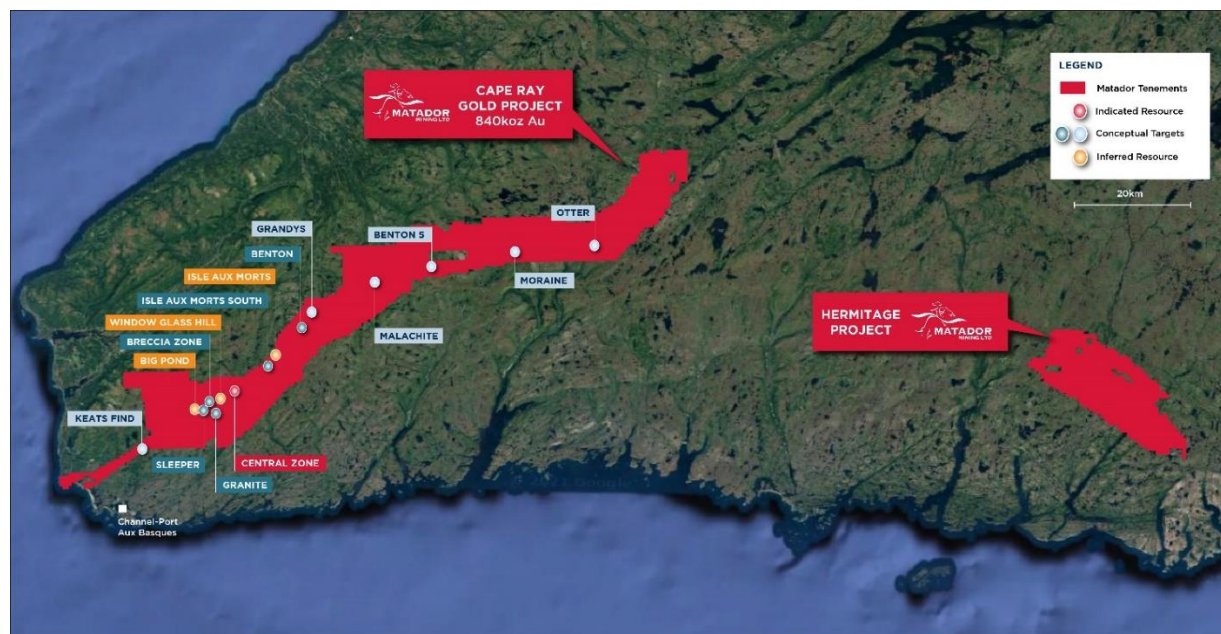 MATADOR
MINING LTD
CAPE RAY
GOLD PROJECT
840koz Au
LEGEND
Matador Tenements
Indicated Resource
Conceptual Targets
Inferred Resource
20km
OTTER
GRANDYS
BENTON 5
BENTON
ISLE AUX MORTS
MORAINE
ISLE AUX MORTS SOUTH
WINDOW GLASS HILL
MALACHITE
BRECCIA ZONE
BIG POND
HERMITAGE
PROJECT
MATADOR
MINING LTD
KEATS FIND
SLEEPER
CENTRAL ZONE
GRANITE
Channel-Port
Aux Basques